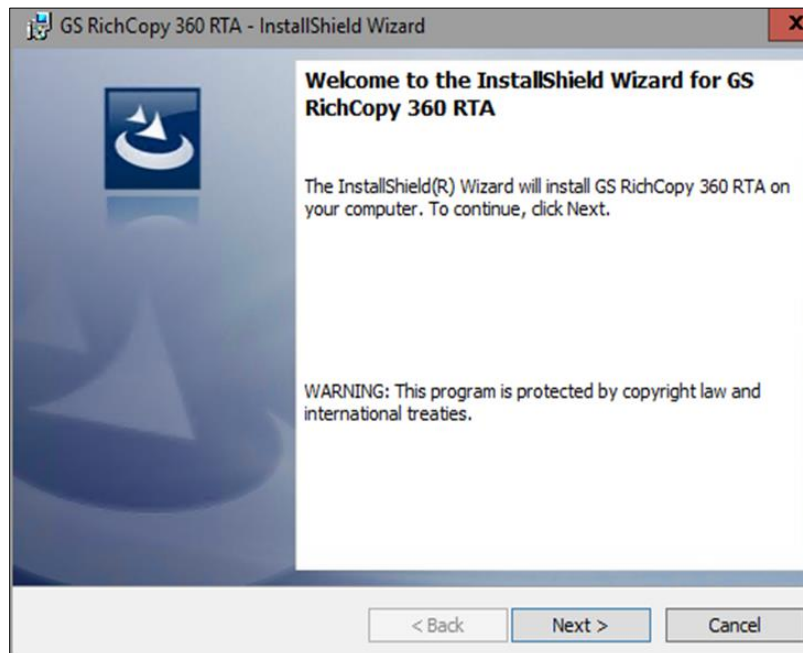 GS RichCopy 360 RTA - InstallShield Wizard
X
Welcome to the InstallShield Wizard for GS
RichCopy 360 RTA
The InstallShield(R) Wizard will install GS RichCopy 360 RTA on
your computer. To continue, click Next.
WARNING: This program is protected by copyright law and
international treaties.
< Back
Next >
Cancel